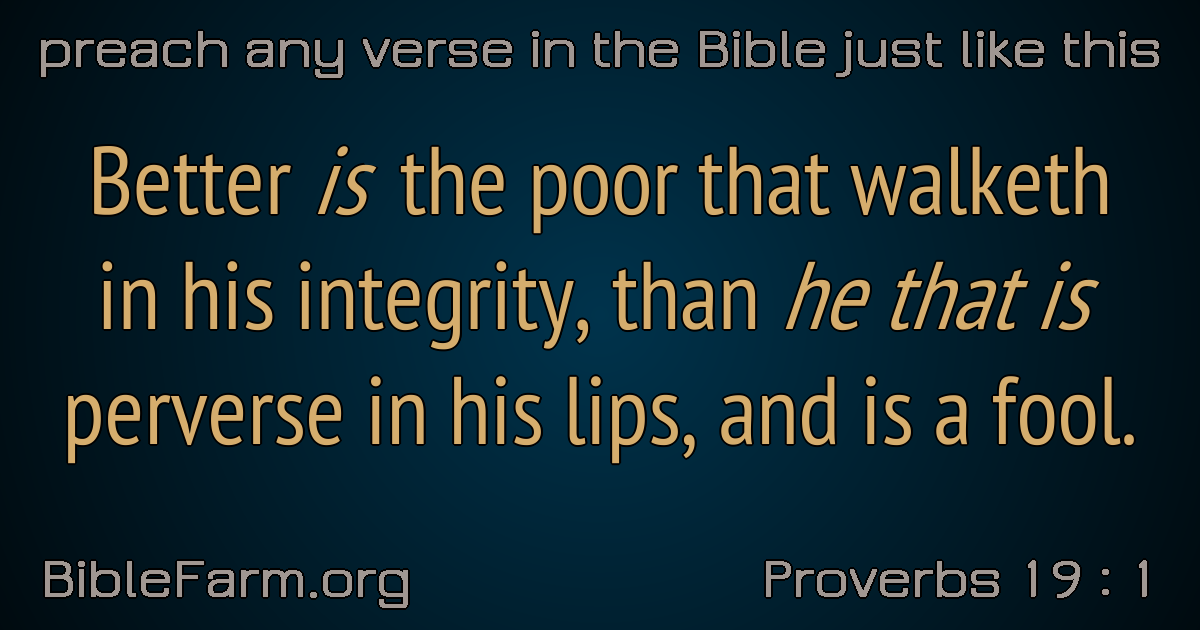 preach any verse in the Bible just like this
Better is the poor that walketh
in his integrity, than he that is
perverse in his lips, and is a fool.
BibleFarm.org
Proverbs 19 : 1